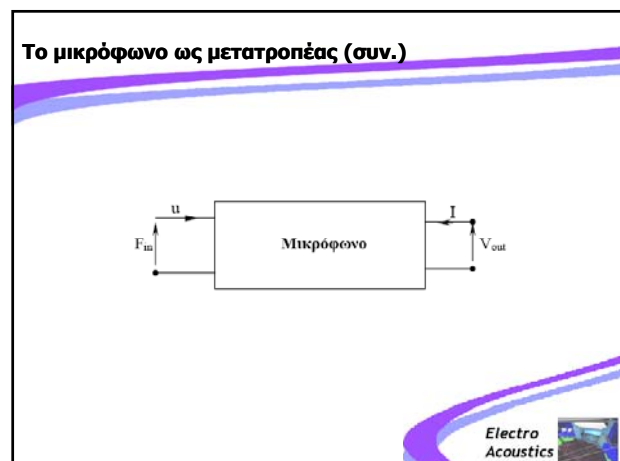 Το μικρόφωνο ως μετατροπέας (συν.)
u
I
F_in
Μικρόφωνο
V_out
Electro
Acoustics